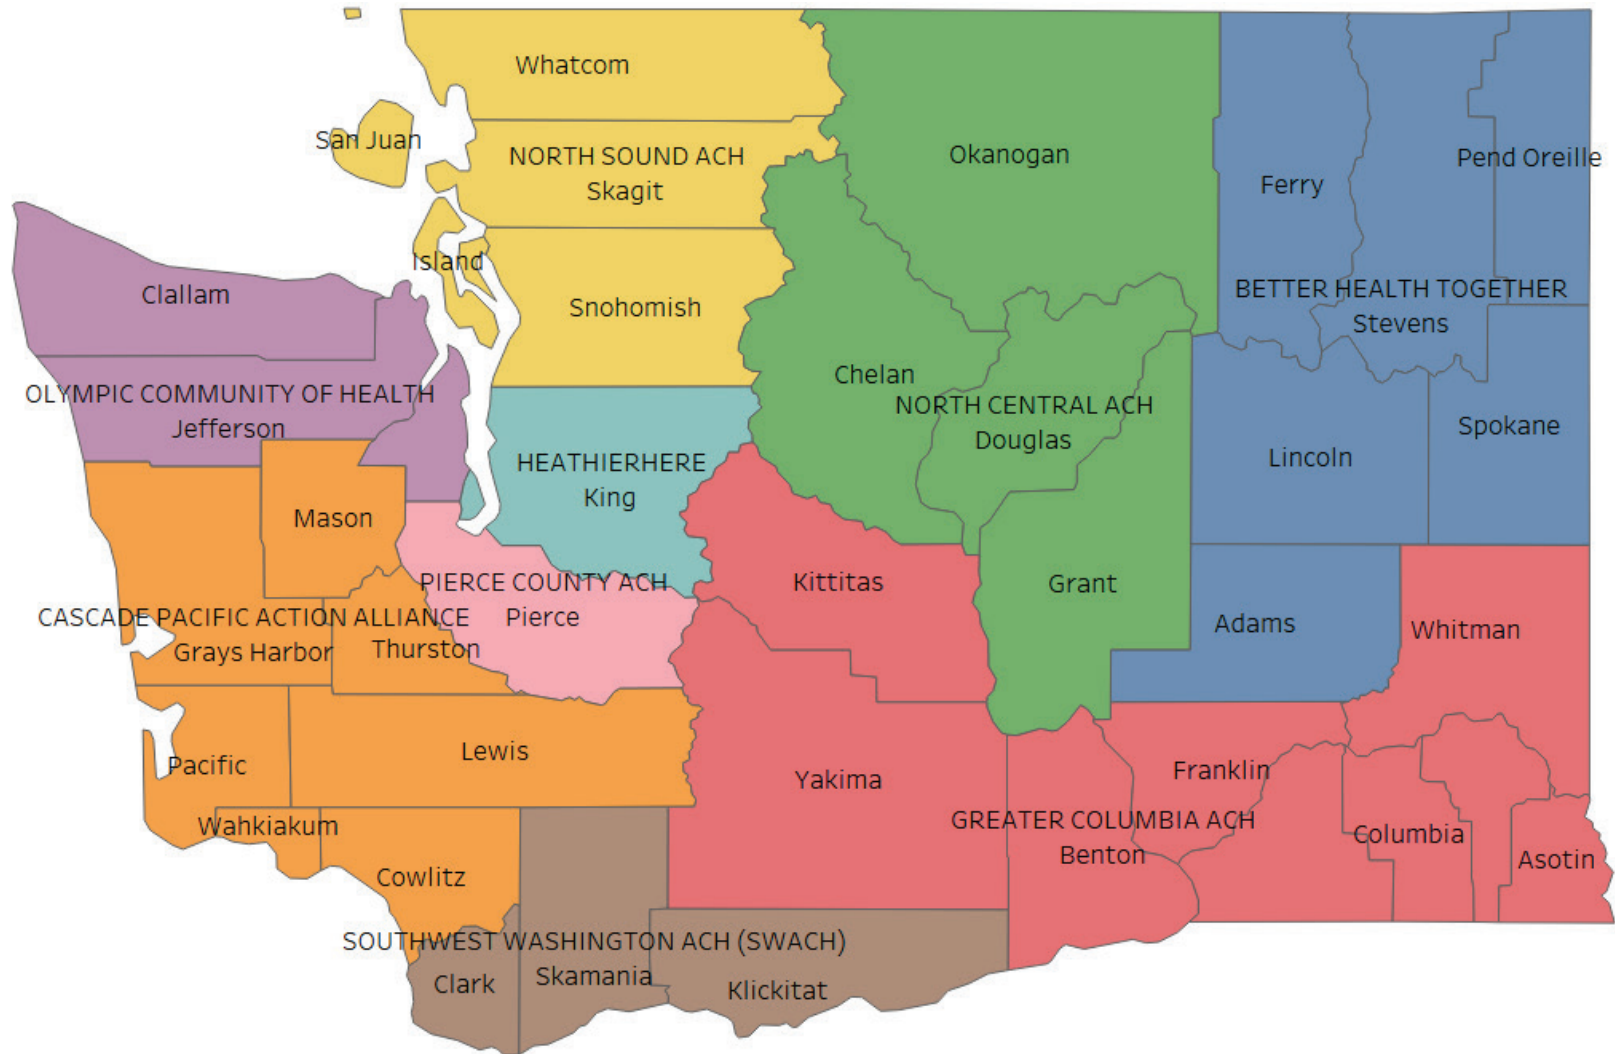 Whatcom
San Juan
NORTH SOUND ACH
Skagit
Okanogan
Pend Oreille
Ferry
Island
Clallam
Snohomish
BETTER HEALTH TOGETHER
Stevens
Chelan
OLYMPIC COMMUNITY OF HEALTH
Jefferson
NORTH CENTRAL ACH
Douglas
Spokane
Lincoln
HEATHIERHERE
King
Mason
PIERCE COUNTY ACH
Pierce
Kittitas
Grant
CASCADE PACIFIC ACTION ALLIANCE
Grays Harbor
Thurston
Adams
Whitman
Lewis
Pacific
Yakima
Franklin
GREATER COLUMBIA ACH
Benton
Wahkiakum
Columbia
Asotin
Cowlitz
SOUTHWEST WASHINGTON ACH (SWACH)
Clark
Skamania
Klickitat